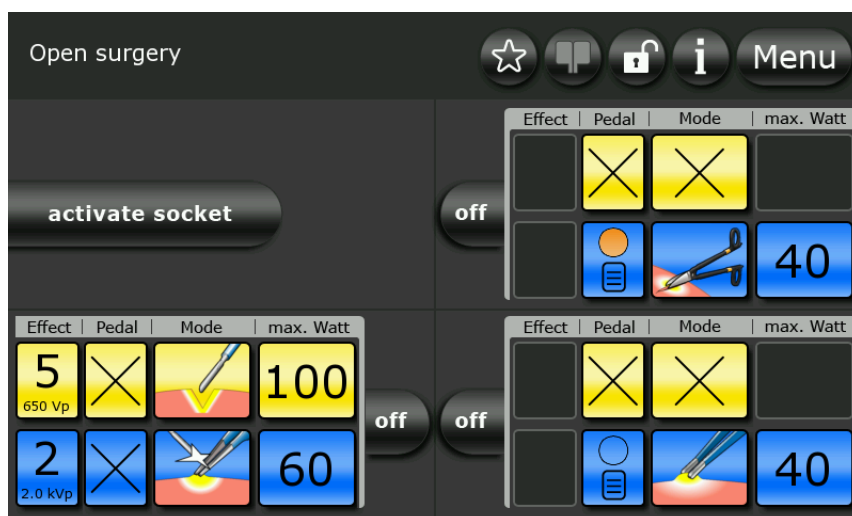 Open surgery
i
Menu
Effect | Pedal | Mode | max. Watt
activate socket
off
40
Effect | Pedal | Mode | max. Watt
5
650 Vp
100
off
2
2.0 kVp
60
Effect | Pedal | Mode | max. Watt
off
40